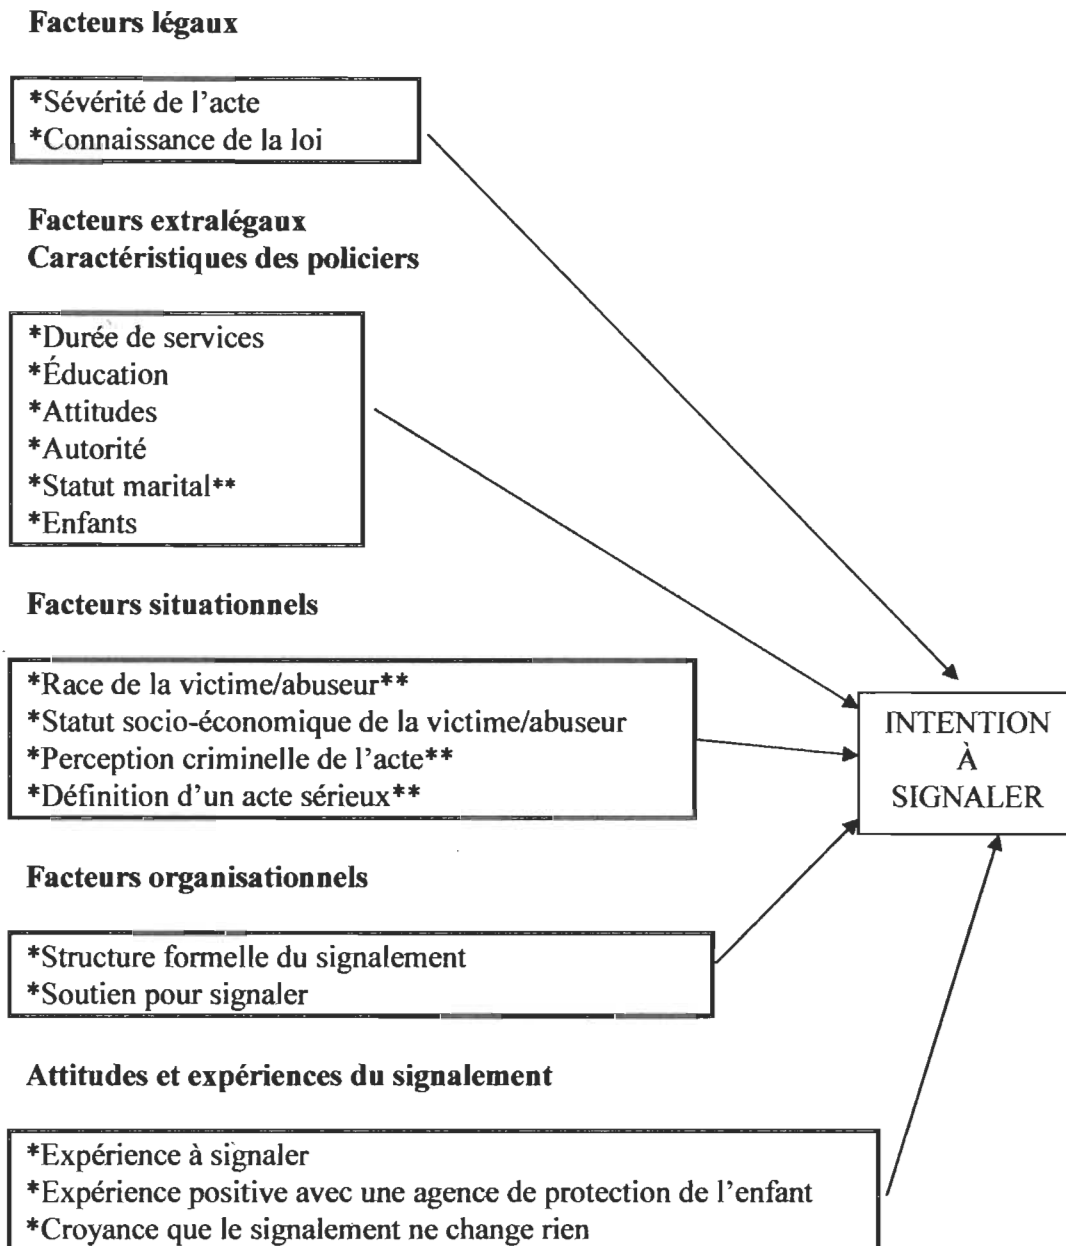 Facteurs légaux
*Sévérité de l'acte
*Connaissance de la loi
Facteurs extralégaux
Caractéristiques des policiers
*Durée de services
*Éducation
*Attitudes
*Autorité
*Statut marital**
*Enfants
Facteurs situationnels
*Race de la victime/abuseur**
*Statut socio-économique de la victime/abuseur
*Perception criminelle de l'acte**
*Définition d'un acte sérieux**
INTENTION
À
SIGNALER
Facteurs organisationnels
*Structure formelle du signalement
*Soutien pour signaler
Attitudes et expériences du signalement
*Expérience à signaler
*Expérience positive avec une agence de protection de l'enfant
*Croyance que le signalement ne change rien